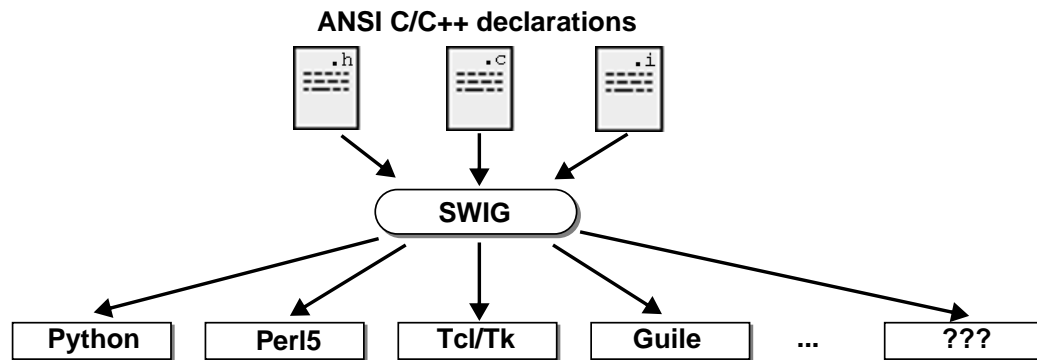 ANSI C/C++ declarations
.h
.c
.i
SWIG
Python
Perl5
Tcl/Tk
Guile
...
???